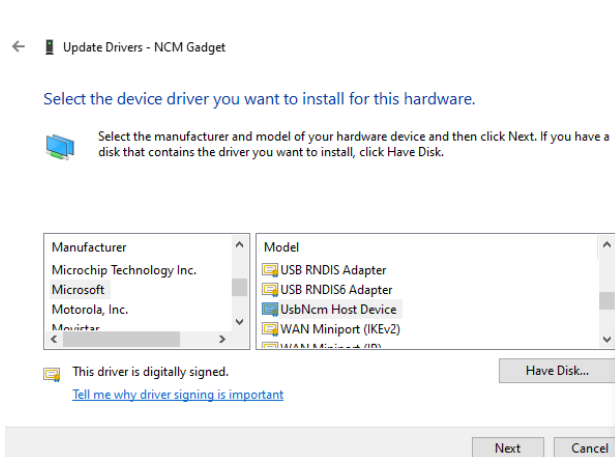 Update Drivers - NCM Gadget
Select the device driver you want to install for this hardware.
Select the manufacturer and model of your hardware device and then click Next. If you have a
disk that contains the driver you want to install, click Have Disk.
Manufacturer
Microchip Technology Inc.
Microsoft
Motorola, Inc.
Movistar
Model
USB RNDIS Adapter
USB RNDIS6 Adapter
UsbNcm Host Device
WAN Miniport (IKEv2)
WAN Miniport (IP)
This driver is digitally signed.
Tell me why driver signing is important
Have Disk...
Next
Cancel